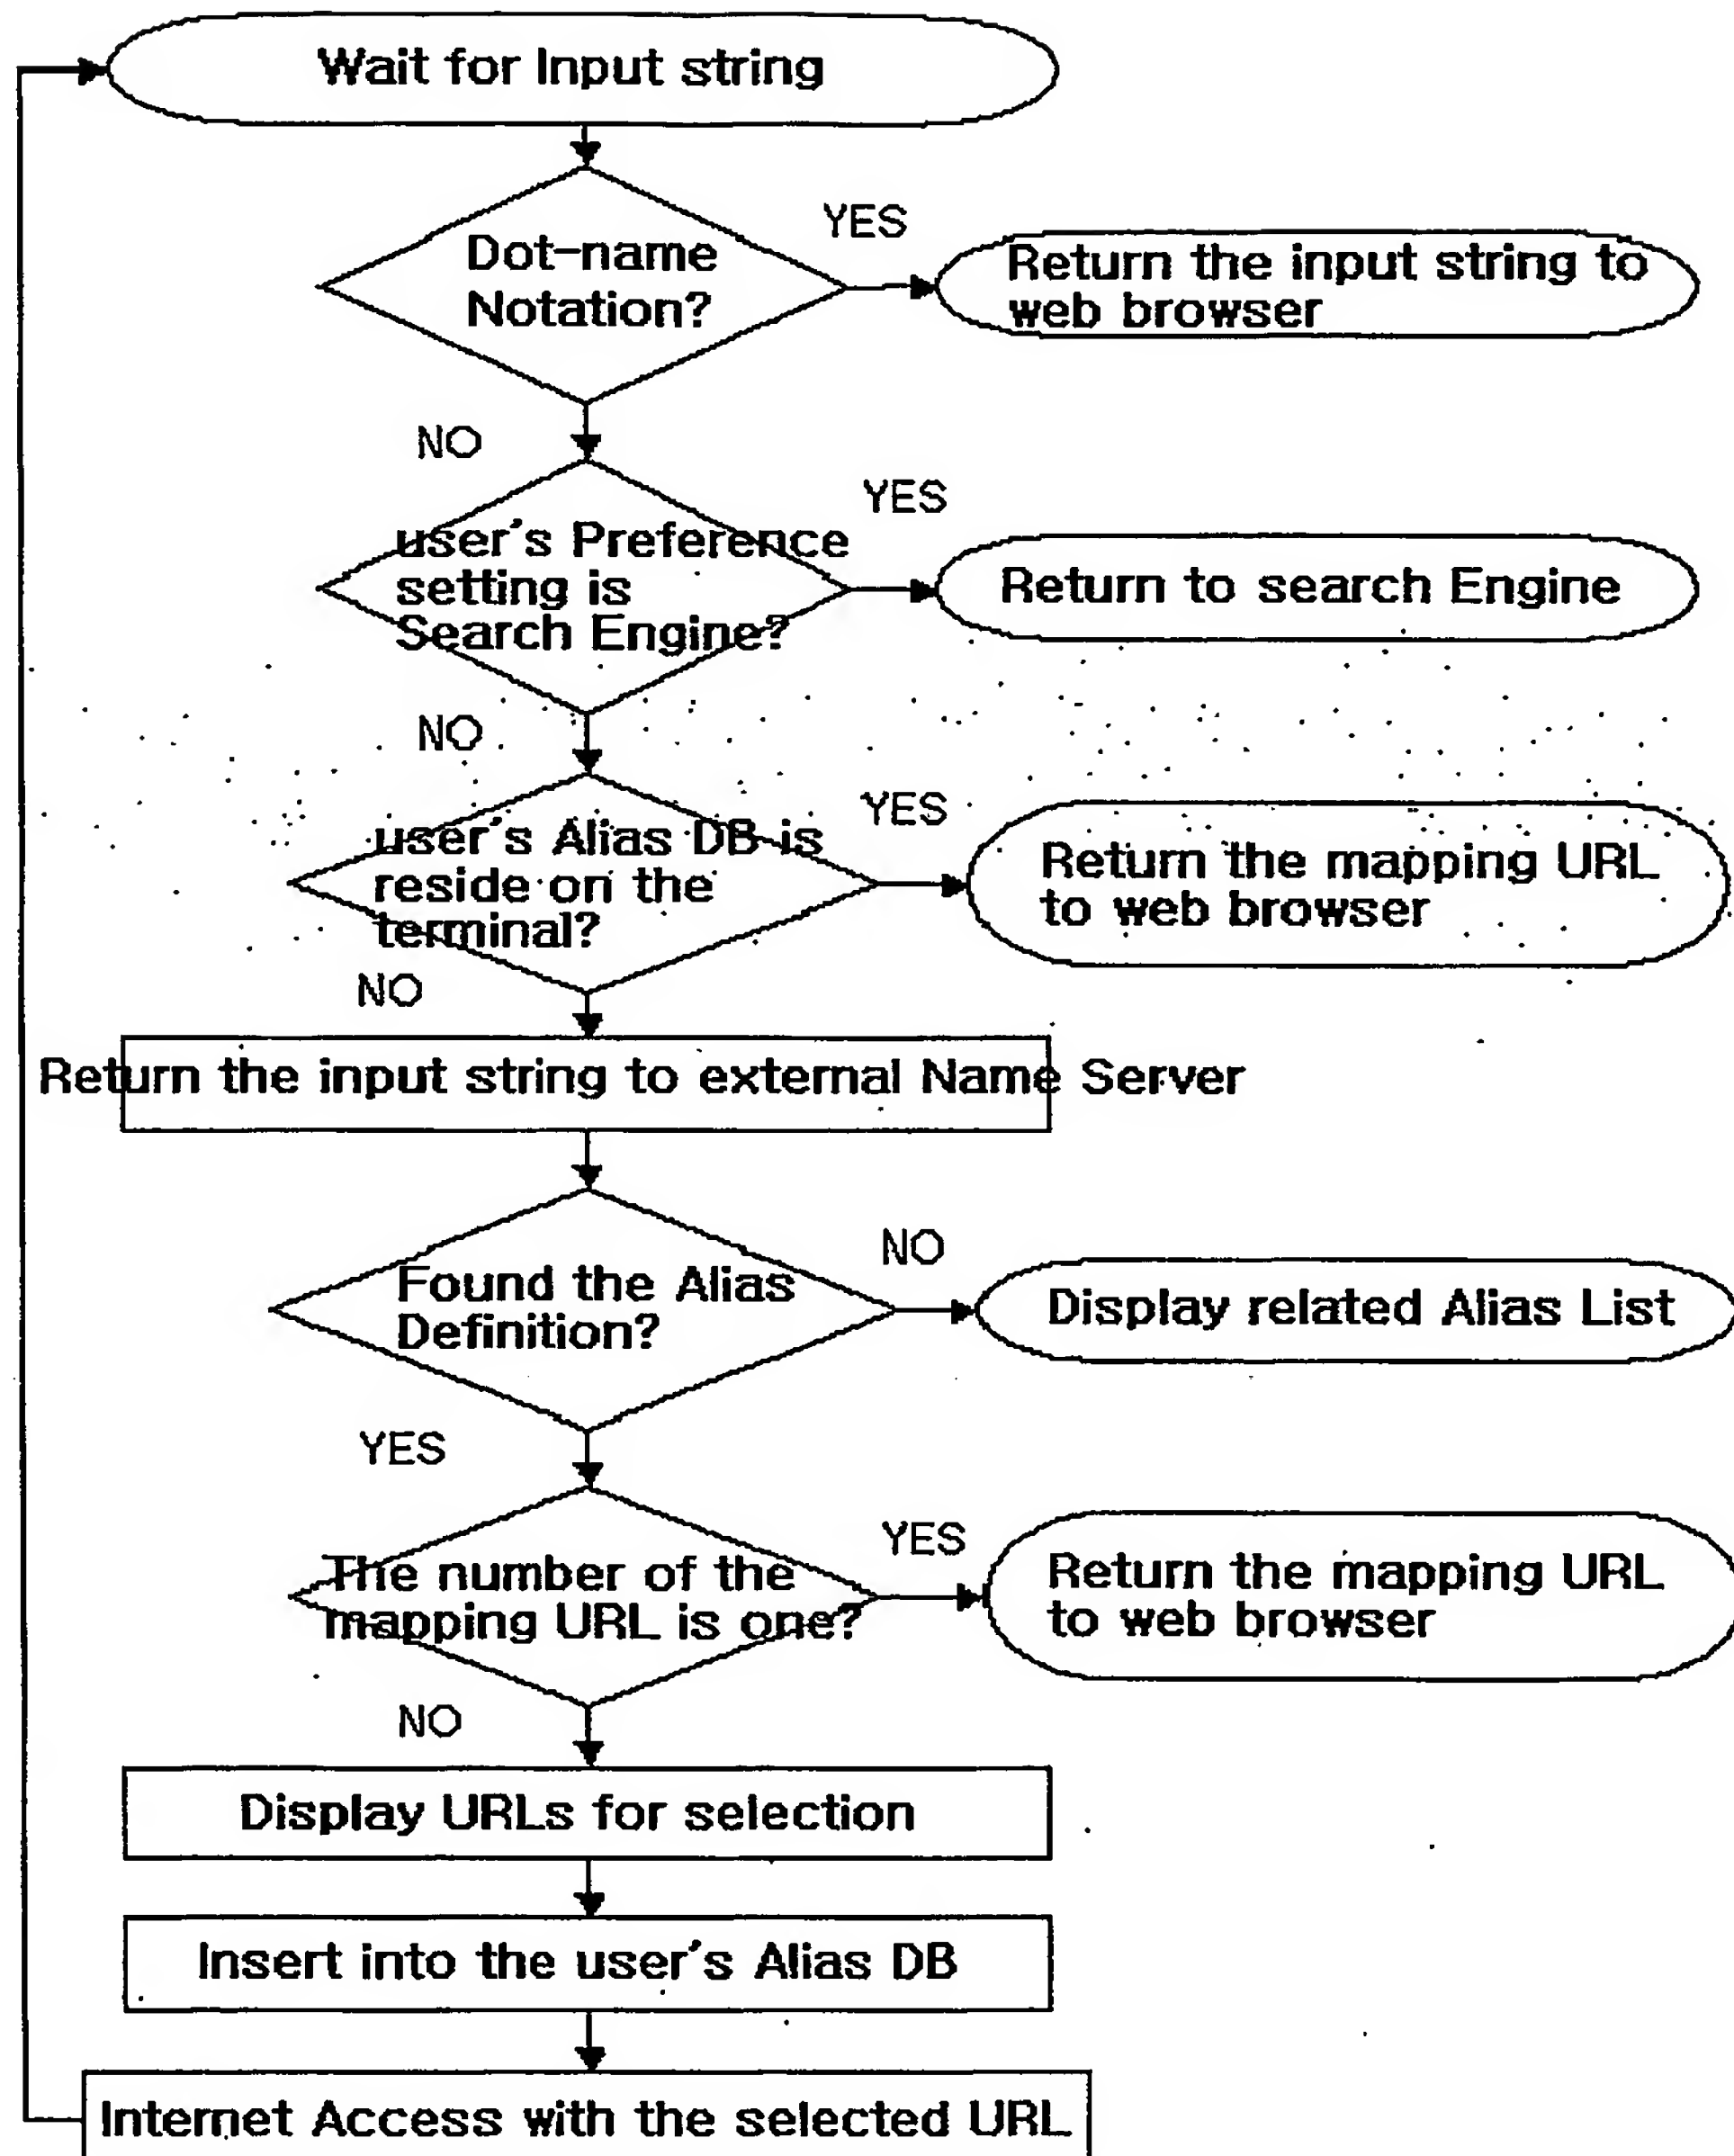 Wait for Input string
YES
Dot-name
Notation?
Return the input string to
web browser
NO
YES
user's Preference
setting is
Search Engine?
Return to search Engine
NO
YES
user's Alias DB is
reside on the
terminal?
Return the mapping URL
to web browser
NO
Return the input string to external Name Server
NO
Found the Alias
Definition?
Display related Alias List
YES
YES
The number of the
mapping URL is one?
Return the mapping URL
to web browser
NO
Display URLs for selection
Insert into the user's Alias DB
Internet Access with the selected URL